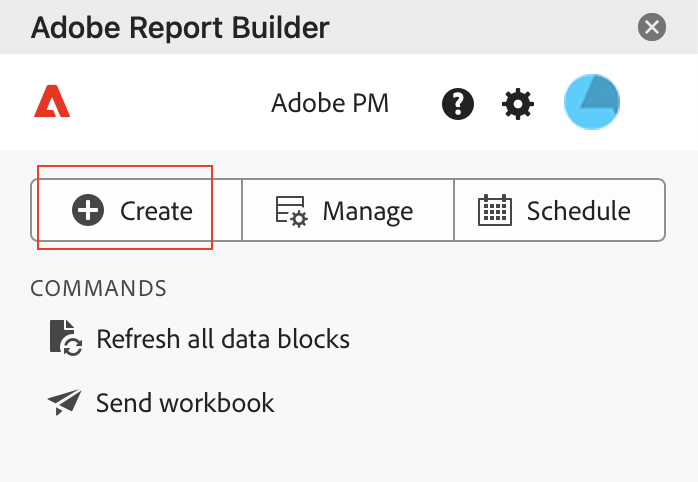 Adobe Report Builder
Adobe PM
Create Manage Schedule
COMMANDS
Refresh all data blocks
Send workbook